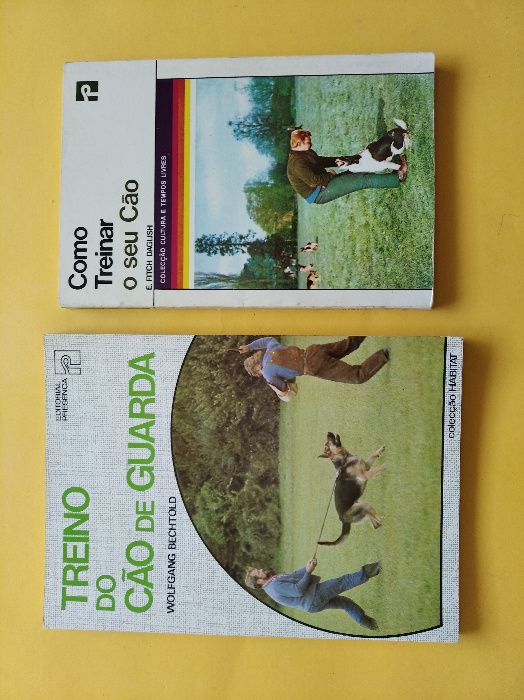 Como
Treinar
o seu Cão
E. FITCH DAGLISH
COLECÇÃO CULTURA E TEMPOS LIVRES
EDITORIAL
PRESENÇA
TREINO
DO
CÃO DE GUARDA
WOLFGANG BECHTOLD
colecção HABITAT